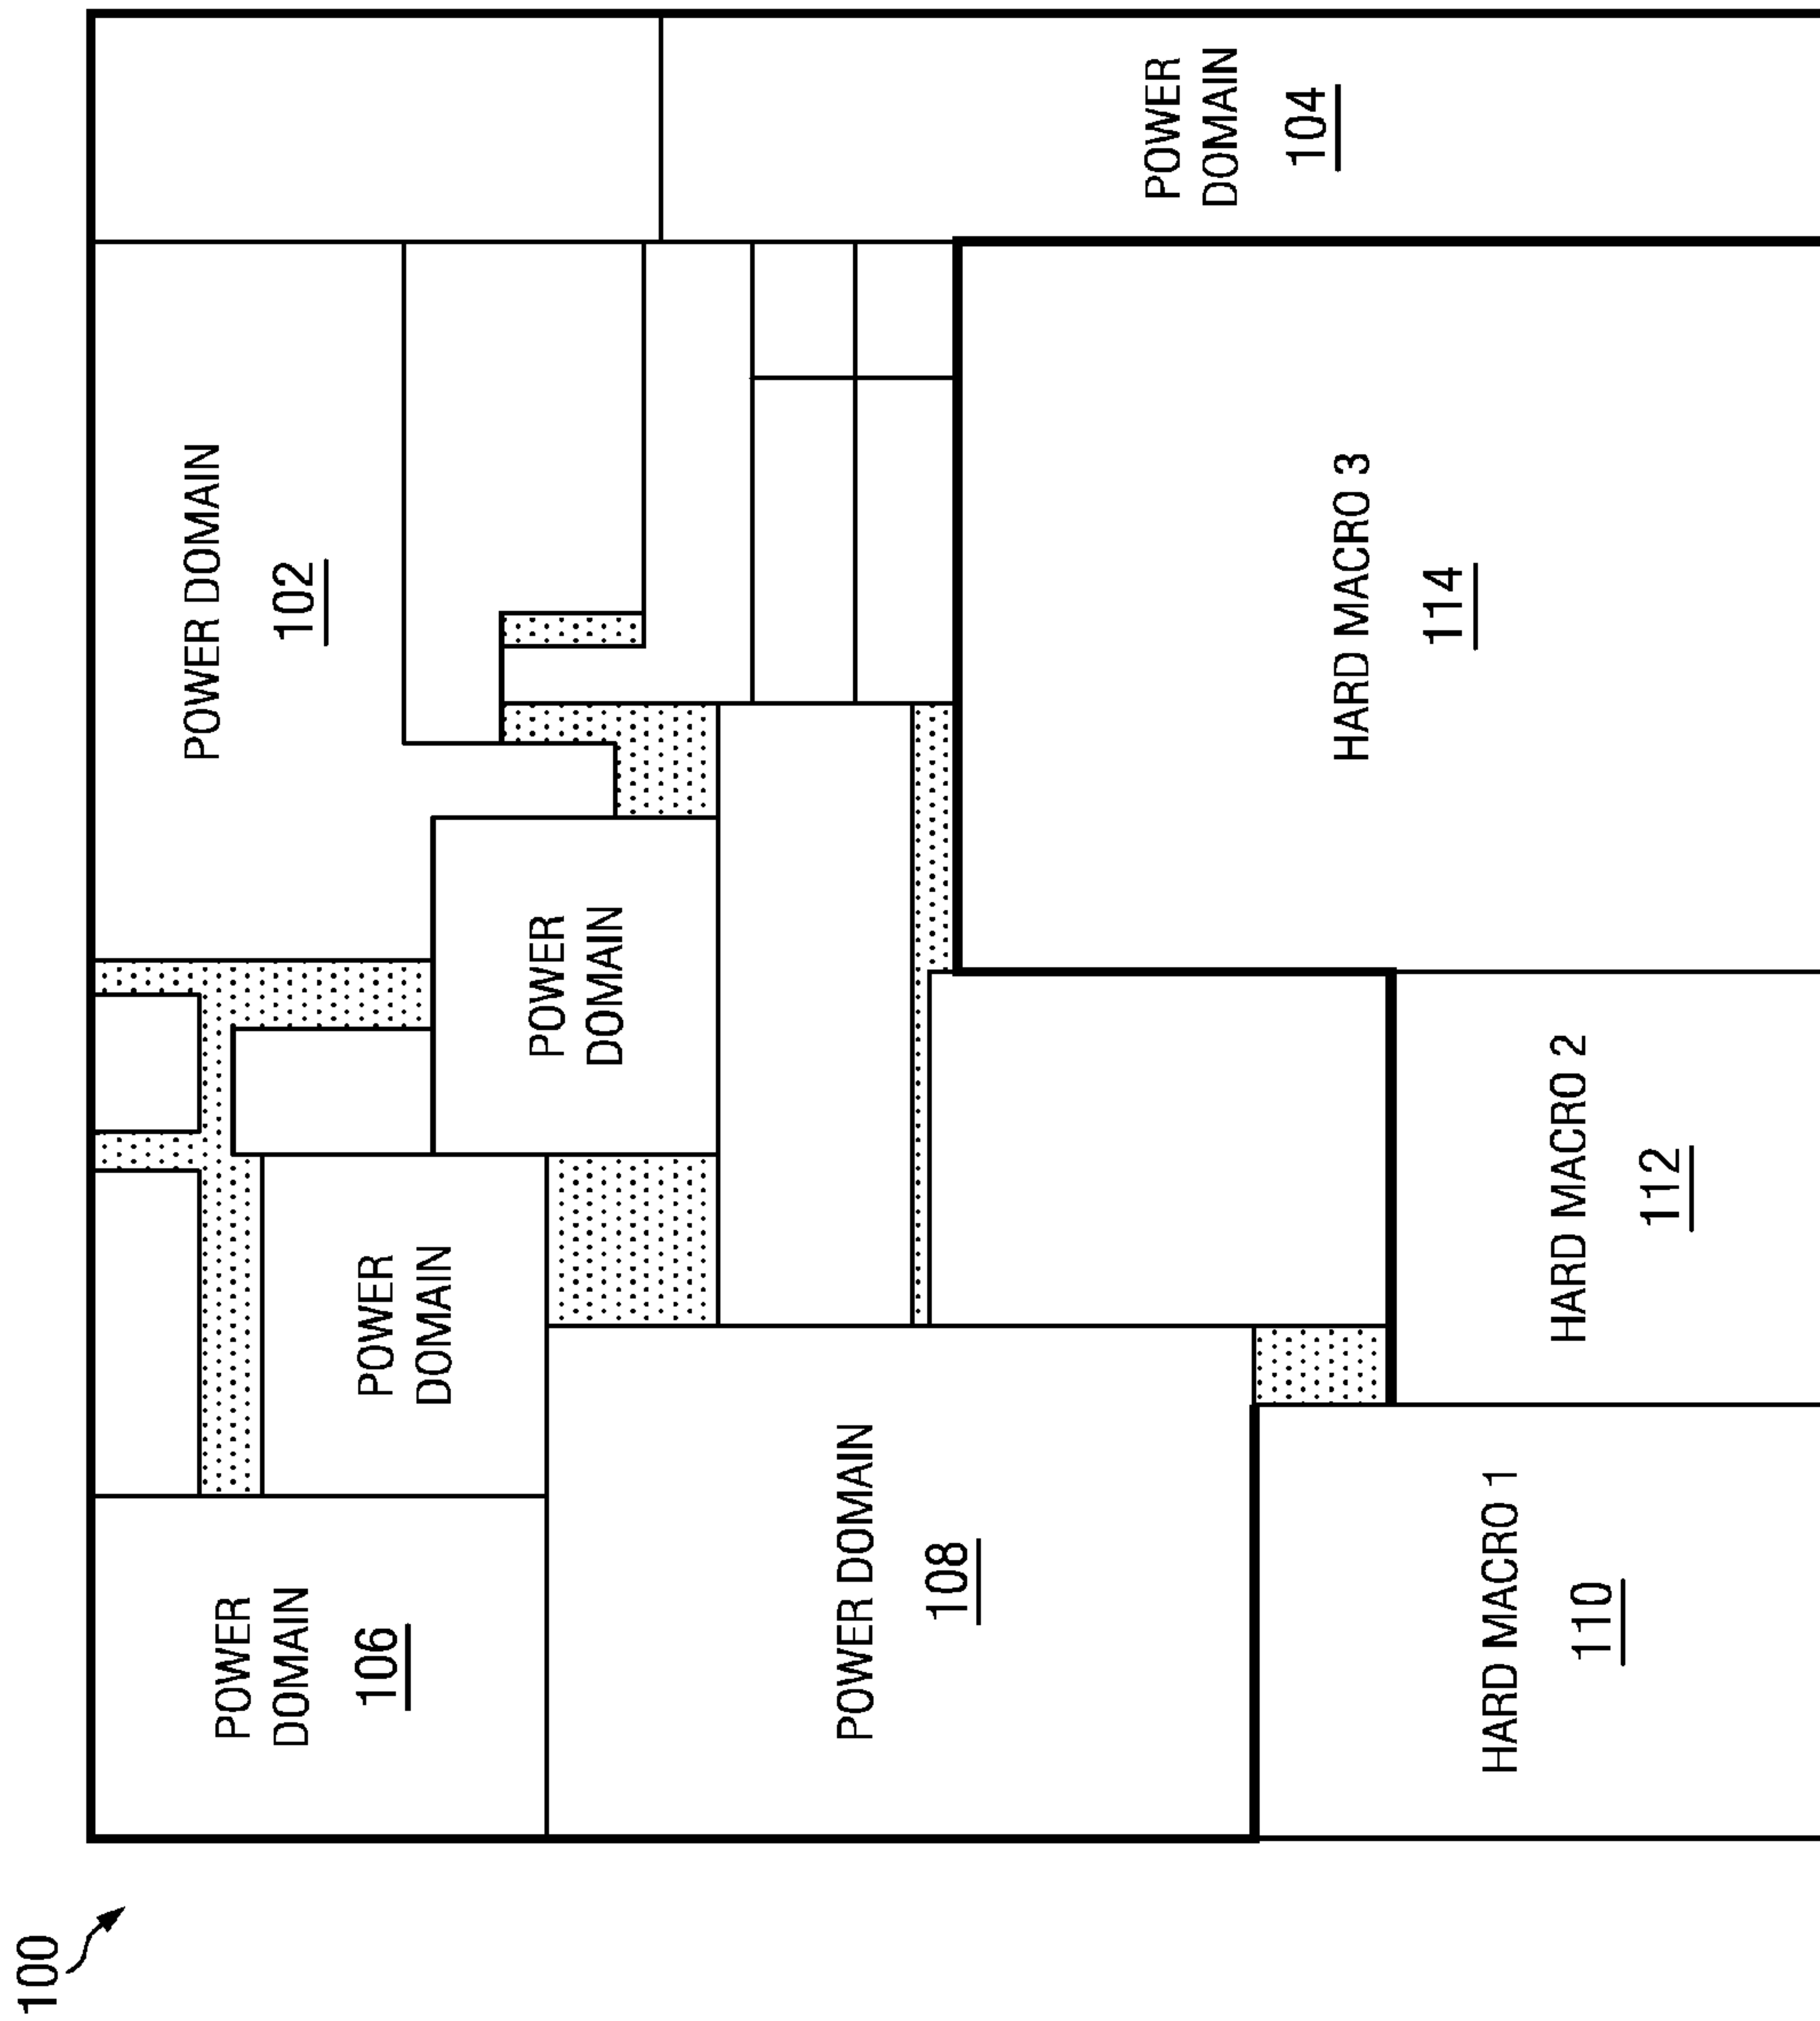 100
POWER
DOMAIN
106
POWER
DOMAIN
POWER
DOMAIN
POWER DOMAIN
102
POWER DOMAIN
108
POWER
DOMAIN
104
HARD MACRO 1
110
HARD MACRO 2
112
HARD MACRO 3
114